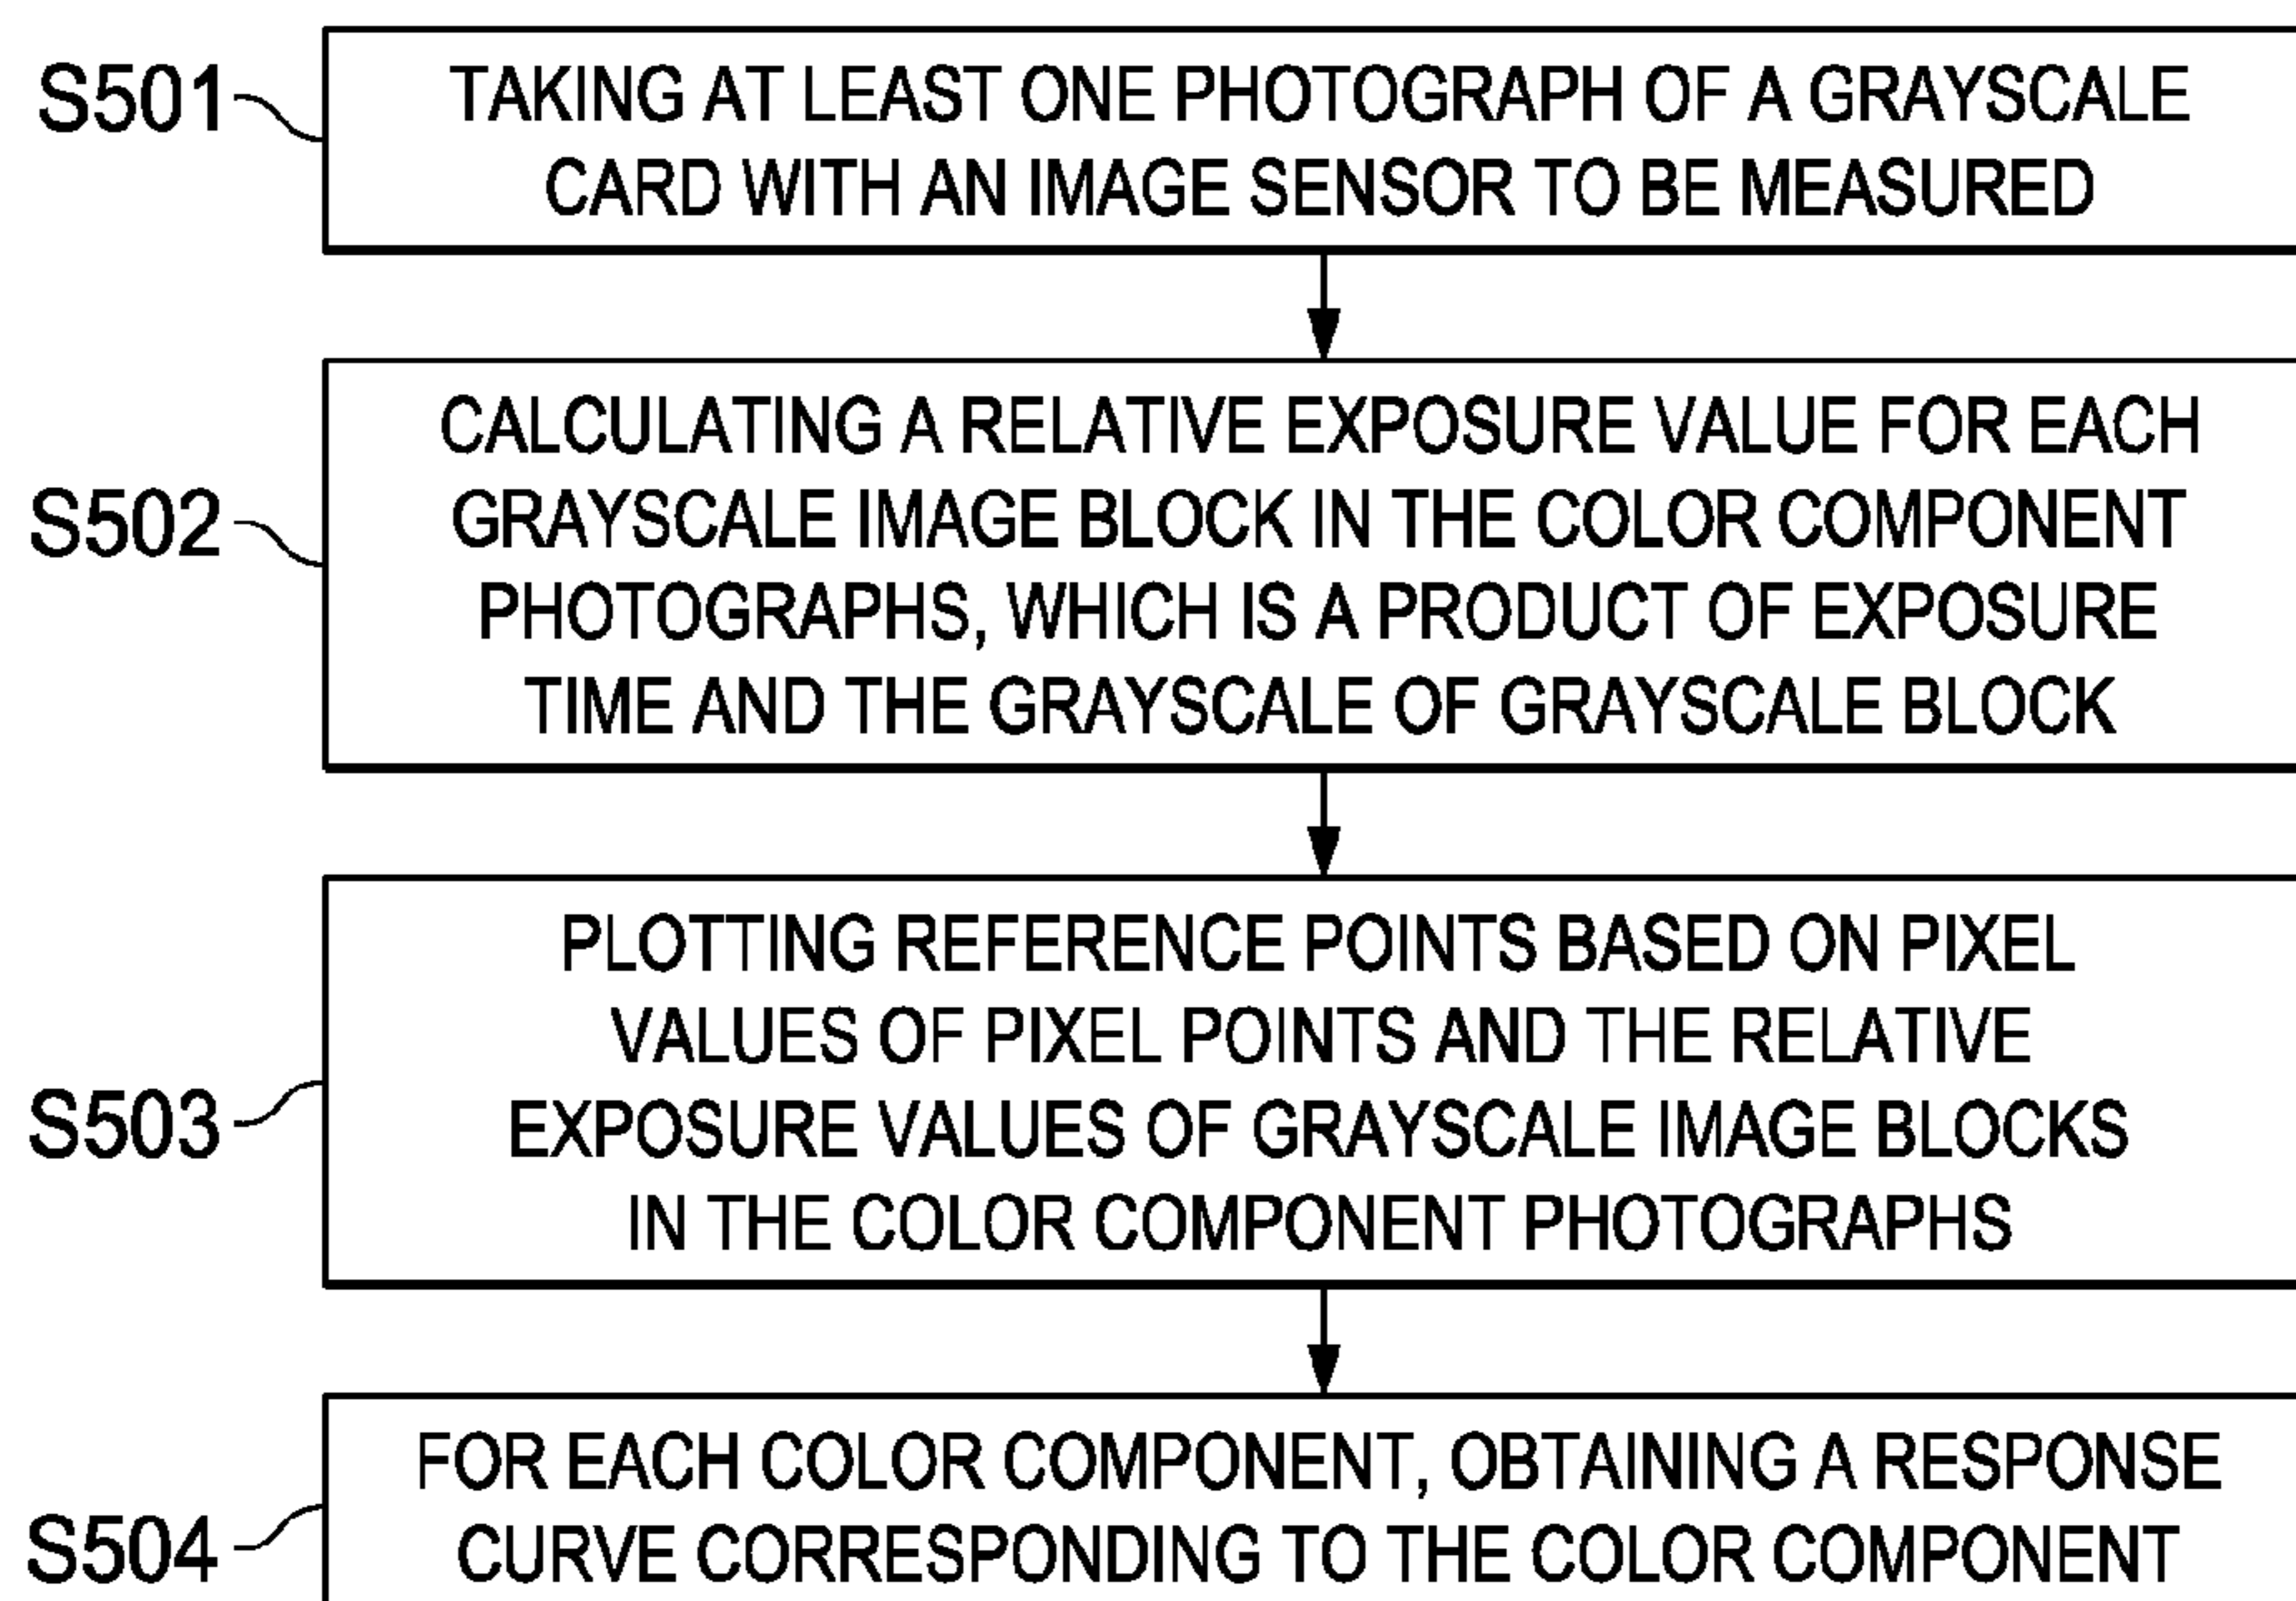 S501
TAKING AT LEAST ONE PHOTOGRAPH OF A GRAYSCALE
CARD WITH AN IMAGE SENSOR TO BE MEASURED
S502
CALCULATING A RELATIVE EXPOSURE VALUE FOR EACH
GRAYSCALE IMAGE BLOCK IN THE COLOR COMPONENT
PHOTOGRAPHS, WHICH IS A PRODUCT OF EXPOSURE
TIME AND THE GRAYSCALE OF GRAYSCALE BLOCK
S503
PLOTTING REFERENCE POINTS BASED ON PIXEL
VALUES OF PIXEL POINTS AND THE RELATIVE
EXPOSURE VALUES OF GRAYSCALE IMAGE BLOCKS
IN THE COLOR COMPONENT PHOTOGRAPHS
S504
FOR EACH COLOR COMPONENT, OBTAINING A RESPONSE
CURVE CORRESPONDING TO THE COLOR COMPONENT